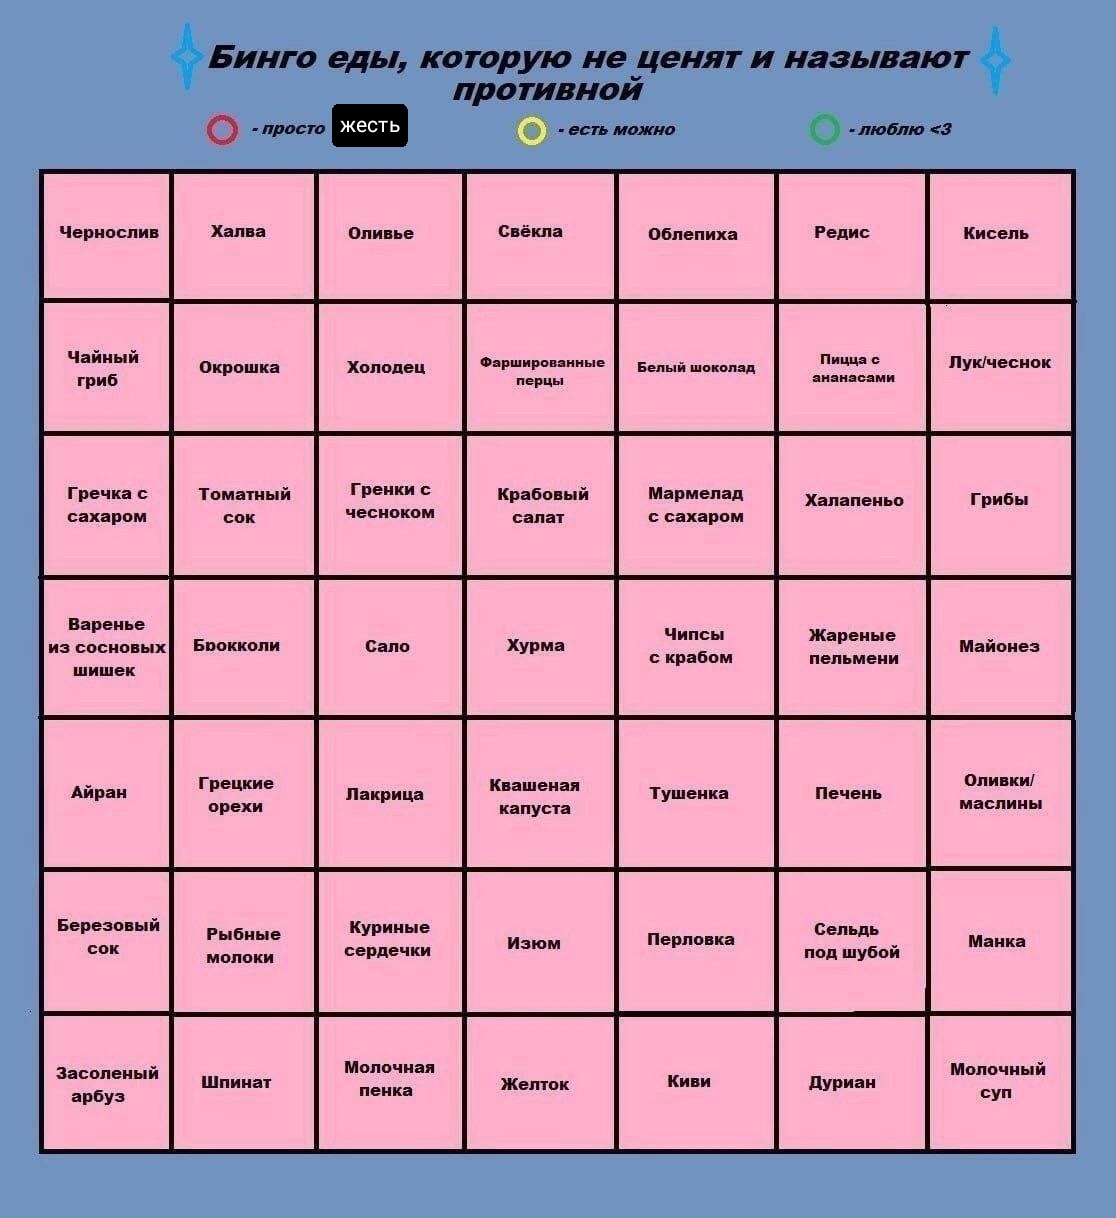 Бинго еды, которую не ценят и называют
противной
- просто жесть
- есть можно
- люблю <3
Чернослив
Халва
Оливье
Свёкла
Облепиха
Редис
Кисель
Чайный
гриб
Окрошка
Холодец
Фаршированные
перцы
Белый шоколад
Пицца с
ананасами
Лук/чеснок
Гречка с
сахаром
Томатный
сок
Гренки с
чесноком
Крабовый
салат
Мармелад
с сахаром
Халапеньо
Грибы
Варенье
из сосновых
шишек
Брокколи
Сало
Хурма
Чипсы
с крабом
Жареные
пельмени
Майонез
Айран
Грецкие
орехи
Лакрица
Квашеная
капуста
Тушенка
Печень
Оливки/
маслины
Березовый
сок
Рыбные
молоки
Куриные
сердечки
Изюм
Перловка
Сельдь
под шубой
Манка
Засоленый
арбуз
Шпинат
Молочная
пенка
Желток
Киви
Дуриан
Молочный
суп